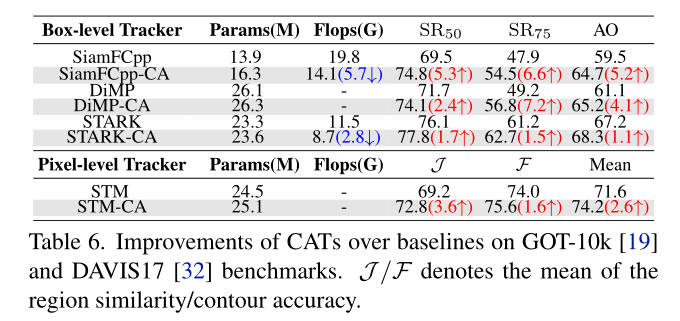 Box-level Tracker Params(M) Flops(G) SR50 SR75 AO
SiamFCpp 13.9 19.8 69.5 47.9 59.5
SiamFCpp-CA 16.3 14.1(5.7↓) 74.8(5.3↑) 54.5(6.6↑) 64.7(5.2↑)
DiMP 26.1 - 71.7 49.2 61.1
DiMP-CA 26.3 - 74.1(2.4↑) 56.8(7.2↑) 65.2(4.1↑)
STARK 23.3 11.5 76.1 61.2 67.2
STARK-CA 23.6 8.7(2.8↓) 77.8(1.7↑) 62.7(1.5↑) 68.3(1.1↑)
Pixel-level Tracker Params(M) Flops(G) 𝒥 ℱ Mean
STM 24.5 - 69.2 74.0 71.6
STM-CA 25.1 - 72.8(3.6↑) 75.6(1.6↑) 74.2(2.6↑)
Table 6. Improvements of CATs over baselines on GOT-10k [19]
and DAVIS17 [32] benchmarks. 𝒥/ℱ denotes the mean of the
region similarity/contour accuracy.